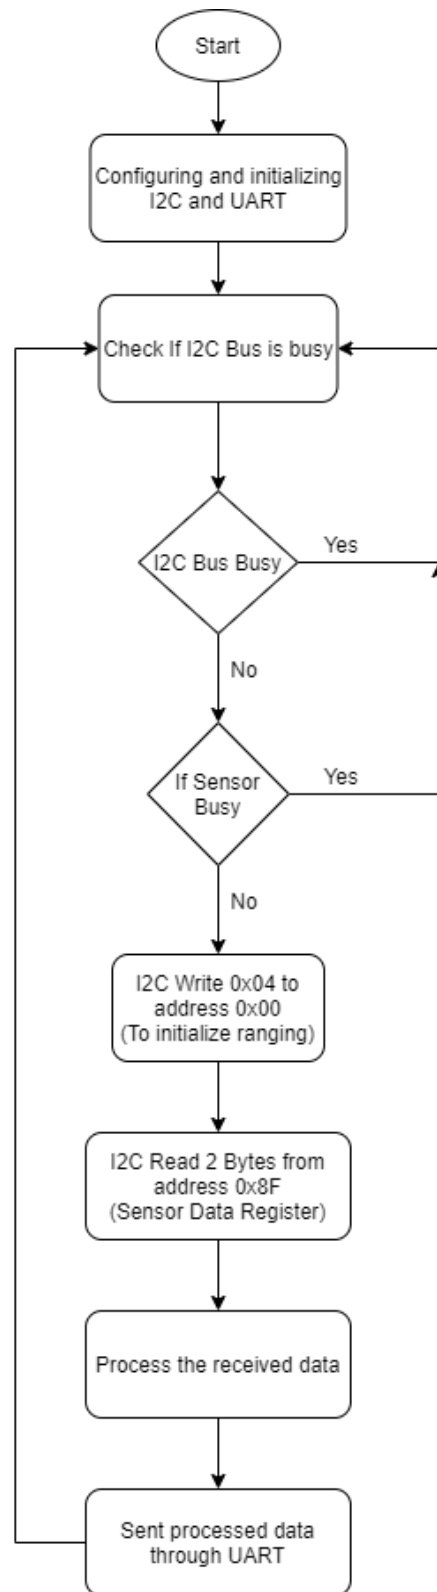 Start
Configuring and initializing
I2C and UART
Check If I2C Bus is busy
I2C Bus Busy
Yes
No
If Sensor
Busy
Yes
No
I2C Write 0x04 to
address 0x00
(To initialize ranging)
I2C Read 2 Bytes from
address 0x8F
(Sensor Data Register)
Process the received data
Sent processed data
through UART